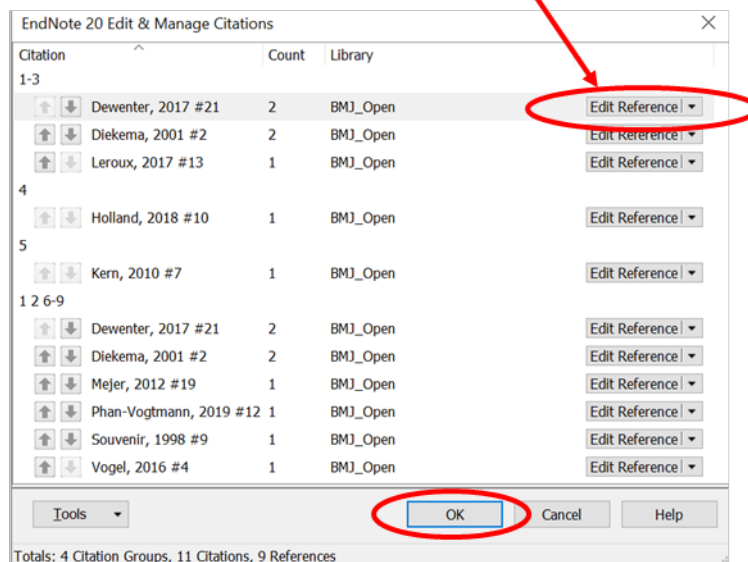 EndNote 20 Edit & Manage Citations
Citation Count Library
1-3
Dewenter, 2017 #21 2 BMJ_Open Edit Reference
Diekema, 2001 #2 2 BMJ_Open Edit Reference
Leroux, 2017 #13 1 BMJ_Open Edit Reference
4
Holland, 2018 #10 1 BMJ_Open Edit Reference
5
Kern, 2010 #7 1 BMJ_Open Edit Reference
1 2 6-9
Dewenter, 2017 #21 2 BMJ_Open Edit Reference
Diekema, 2001 #2 2 BMJ_Open Edit Reference
Mejer, 2012 #19 1 BMJ_Open Edit Reference
Phan-Vogtmann, 2019 #12 1 BMJ_Open Edit Reference
Souvenir, 1998 #9 1 BMJ_Open Edit Reference
Vogel, 2016 #4 1 BMJ_Open Edit Reference
Tools OK Cancel Help
Totals: 4 Citation Groups, 11 Citations, 9 References